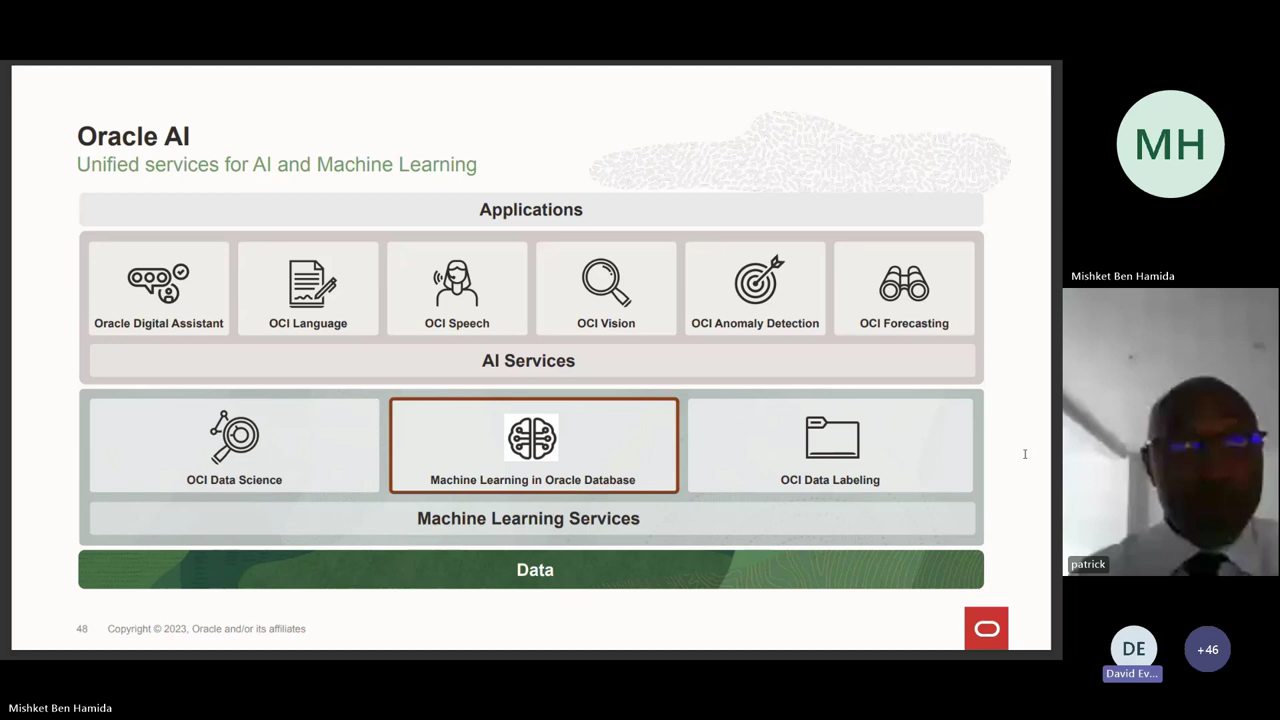 Oracle AI
Unified services for AI and Machine Learning
Applications
Oracle Digital Assistant
OCI Language
OCI Speech
OCI Vision
OCI Anomaly Detection
OCI Forecasting
AI Services
OCI Data Science
Machine Learning in Oracle Database
OCI Data Labeling
Machine Learning Services
Data
48 Copyright © 2023, Oracle and/or its affiliates
MH
Mishket Ben Hamida
patrick
DE
David Ev...
+46
Mishket Ben Hamida